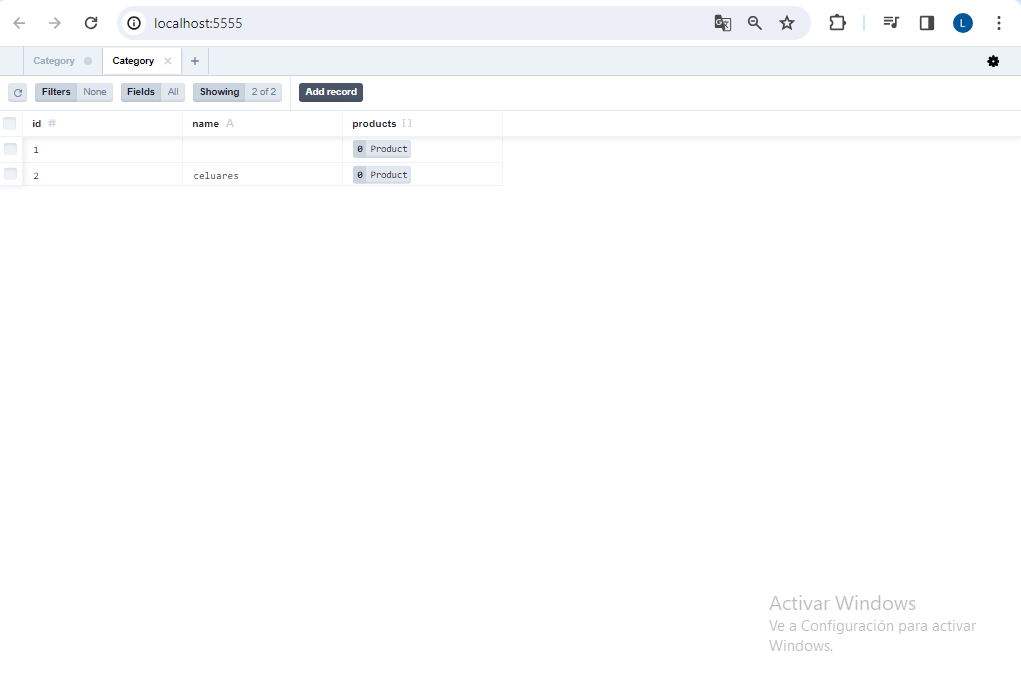 localhost:5555
L
Category Category +
Filters None Fields All Showing 2 of 2 Add record
id # name A products []
1 0 Product
2 celuares 0 Product
Activar Windows
Ve a Configuración para activar
Windows.